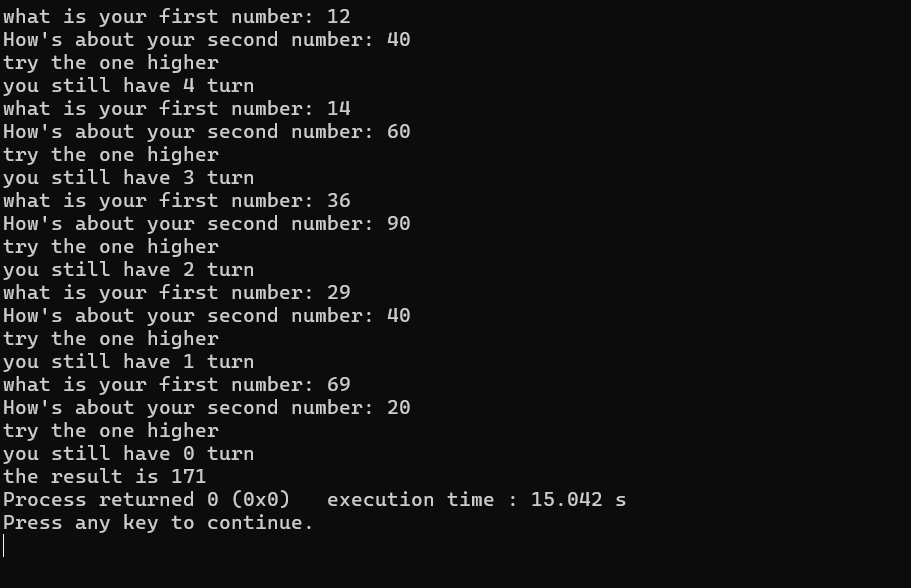 what is your first number: 12
How's about your second number: 40
try the one higher
you still have 4 turn
what is your first number: 14
How's about your second number: 60
try the one higher
you still have 3 turn
what is your first number: 36
How's about your second number: 90
try the one higher
you still have 2 turn
what is your first number: 29
How's about your second number: 40
try the one higher
you still have 1 turn
what is your first number: 69
How's about your second number: 20
try the one higher
you still have 0 turn
the result is 171
Process returned 0 (0x0)   execution time : 15.042 s
Press any key to continue.